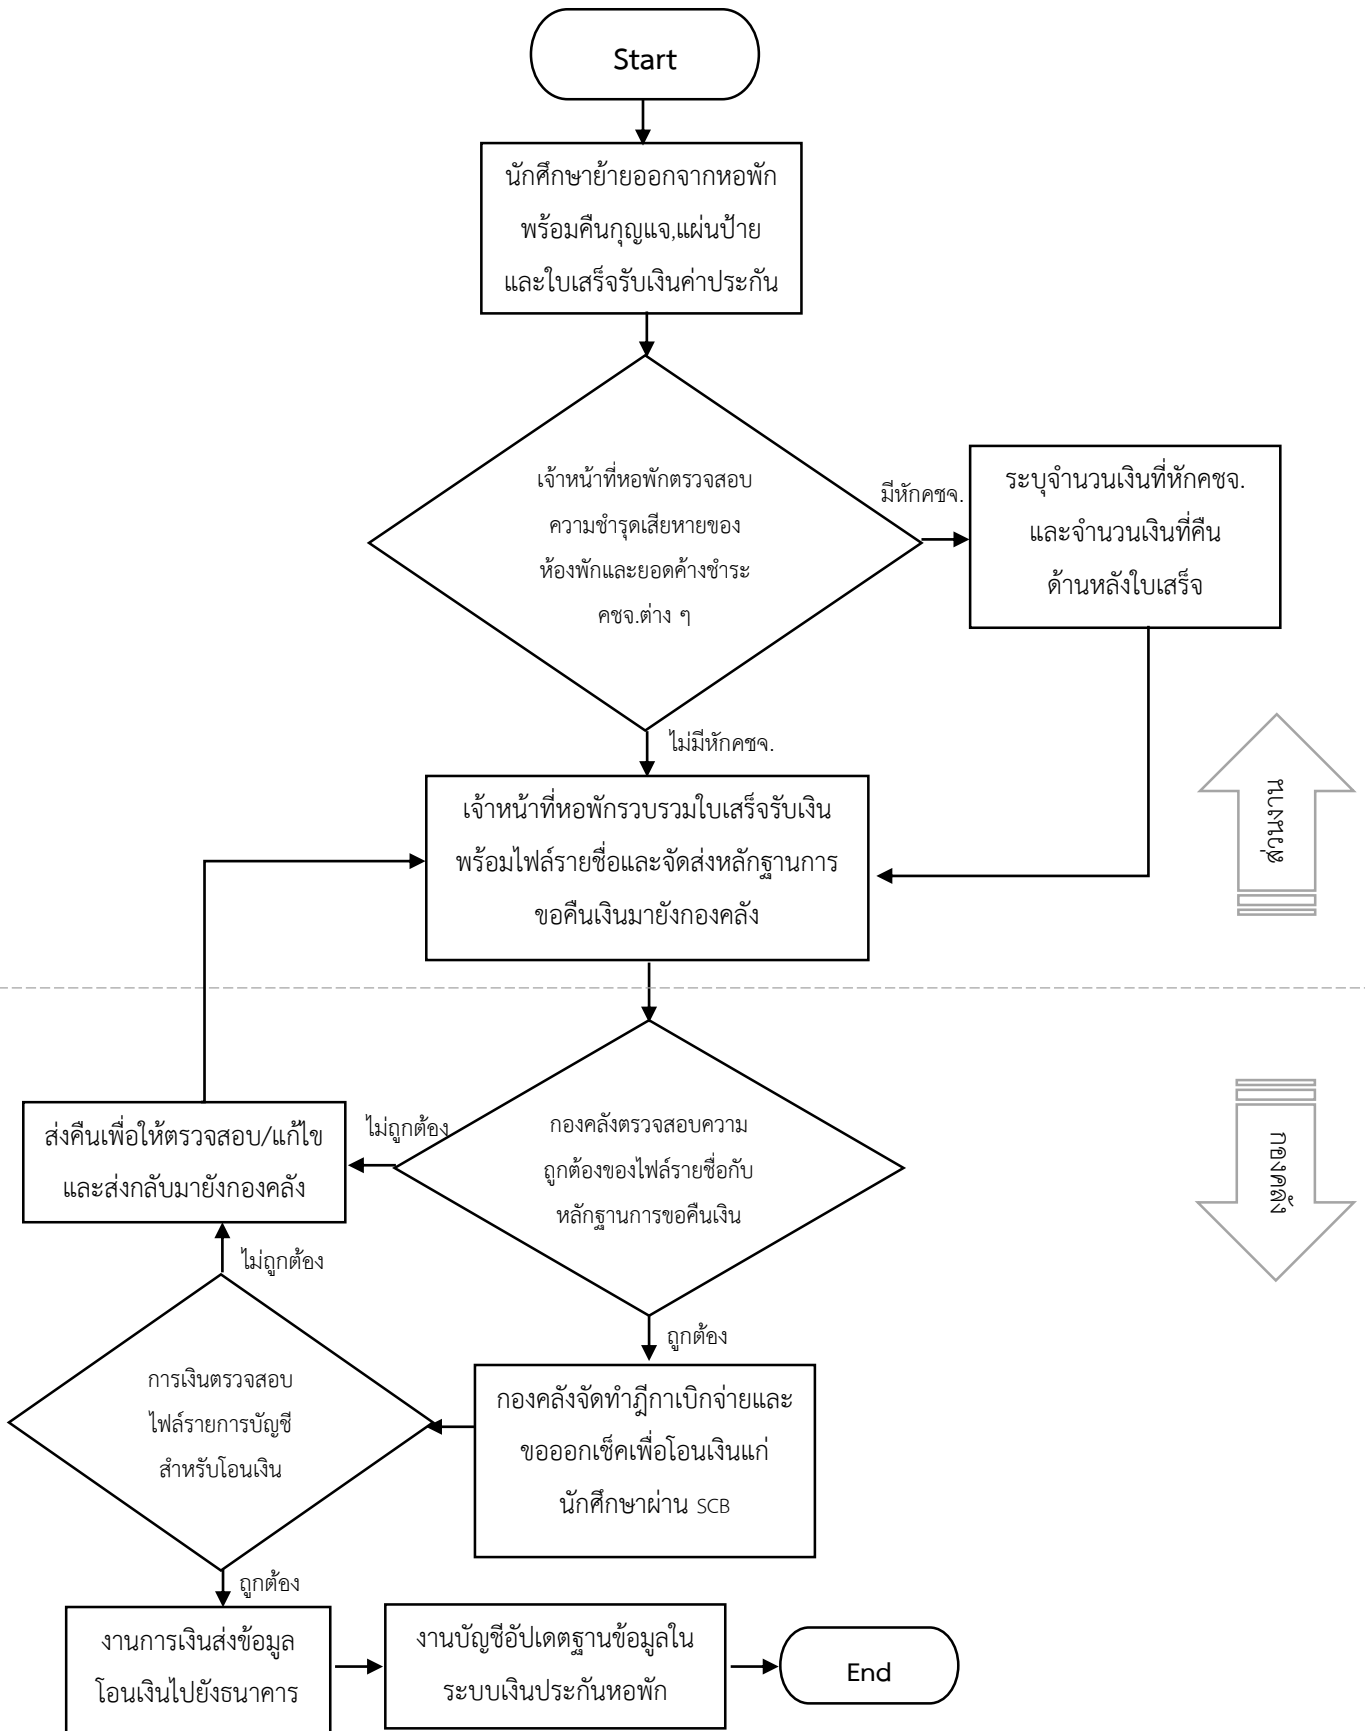 Start
นักศึกษาย้ายออกจากหอพัก
พร้อมคืนกุญแจ,แผ่นป้าย
และใบเสร็จรับเงินค่าประกัน
เจ้าหน้าที่หอพักตรวจสอบ
ความชำรุดเสียหายของ
ห้องพักและยอดค้างชำระ
คชจ.ต่าง ๆ
มีหักคชจ.
ระบุจำนวนเงินที่หักคชจ.
และจำนวนเงินที่คืน
ด้านหลังใบเสร็จ
ไม่มีหักคชจ.
เจ้าหน้าที่หอพักรวบรวมใบเสร็จรับเงิน
พร้อมไฟล์รายชื่อและจัดส่งหลักฐานการ
ขอคืนเงินมายังกองคลัง
ส่วนงาน
กองคลังตรวจสอบความ
ถูกต้องของไฟล์รายชื่อกับ
หลักฐานการขอคืนเงิน
ไม่ถูกต้อง
ส่งคืนเพื่อให้ตรวจสอบ/แก้ไข
และส่งกลับมายังกองคลัง
กองคลัง
ไม่ถูกต้อง
ถูกต้อง
กองคลังจัดทำฎีกาเบิกจ่ายและ
ขอออกเช็คเพื่อโอนเงินแก่
นักศึกษาผ่าน SCB
การเงินตรวจสอบ
ไฟล์รายการบัญชี
สำหรับโอนเงิน
ถูกต้อง
งานการเงินส่งข้อมูล
โอนเงินไปยังธนาคาร
งานบัญชีอัปเดตฐานข้อมูลใน
ระบบเงินประกันหอพัก
End